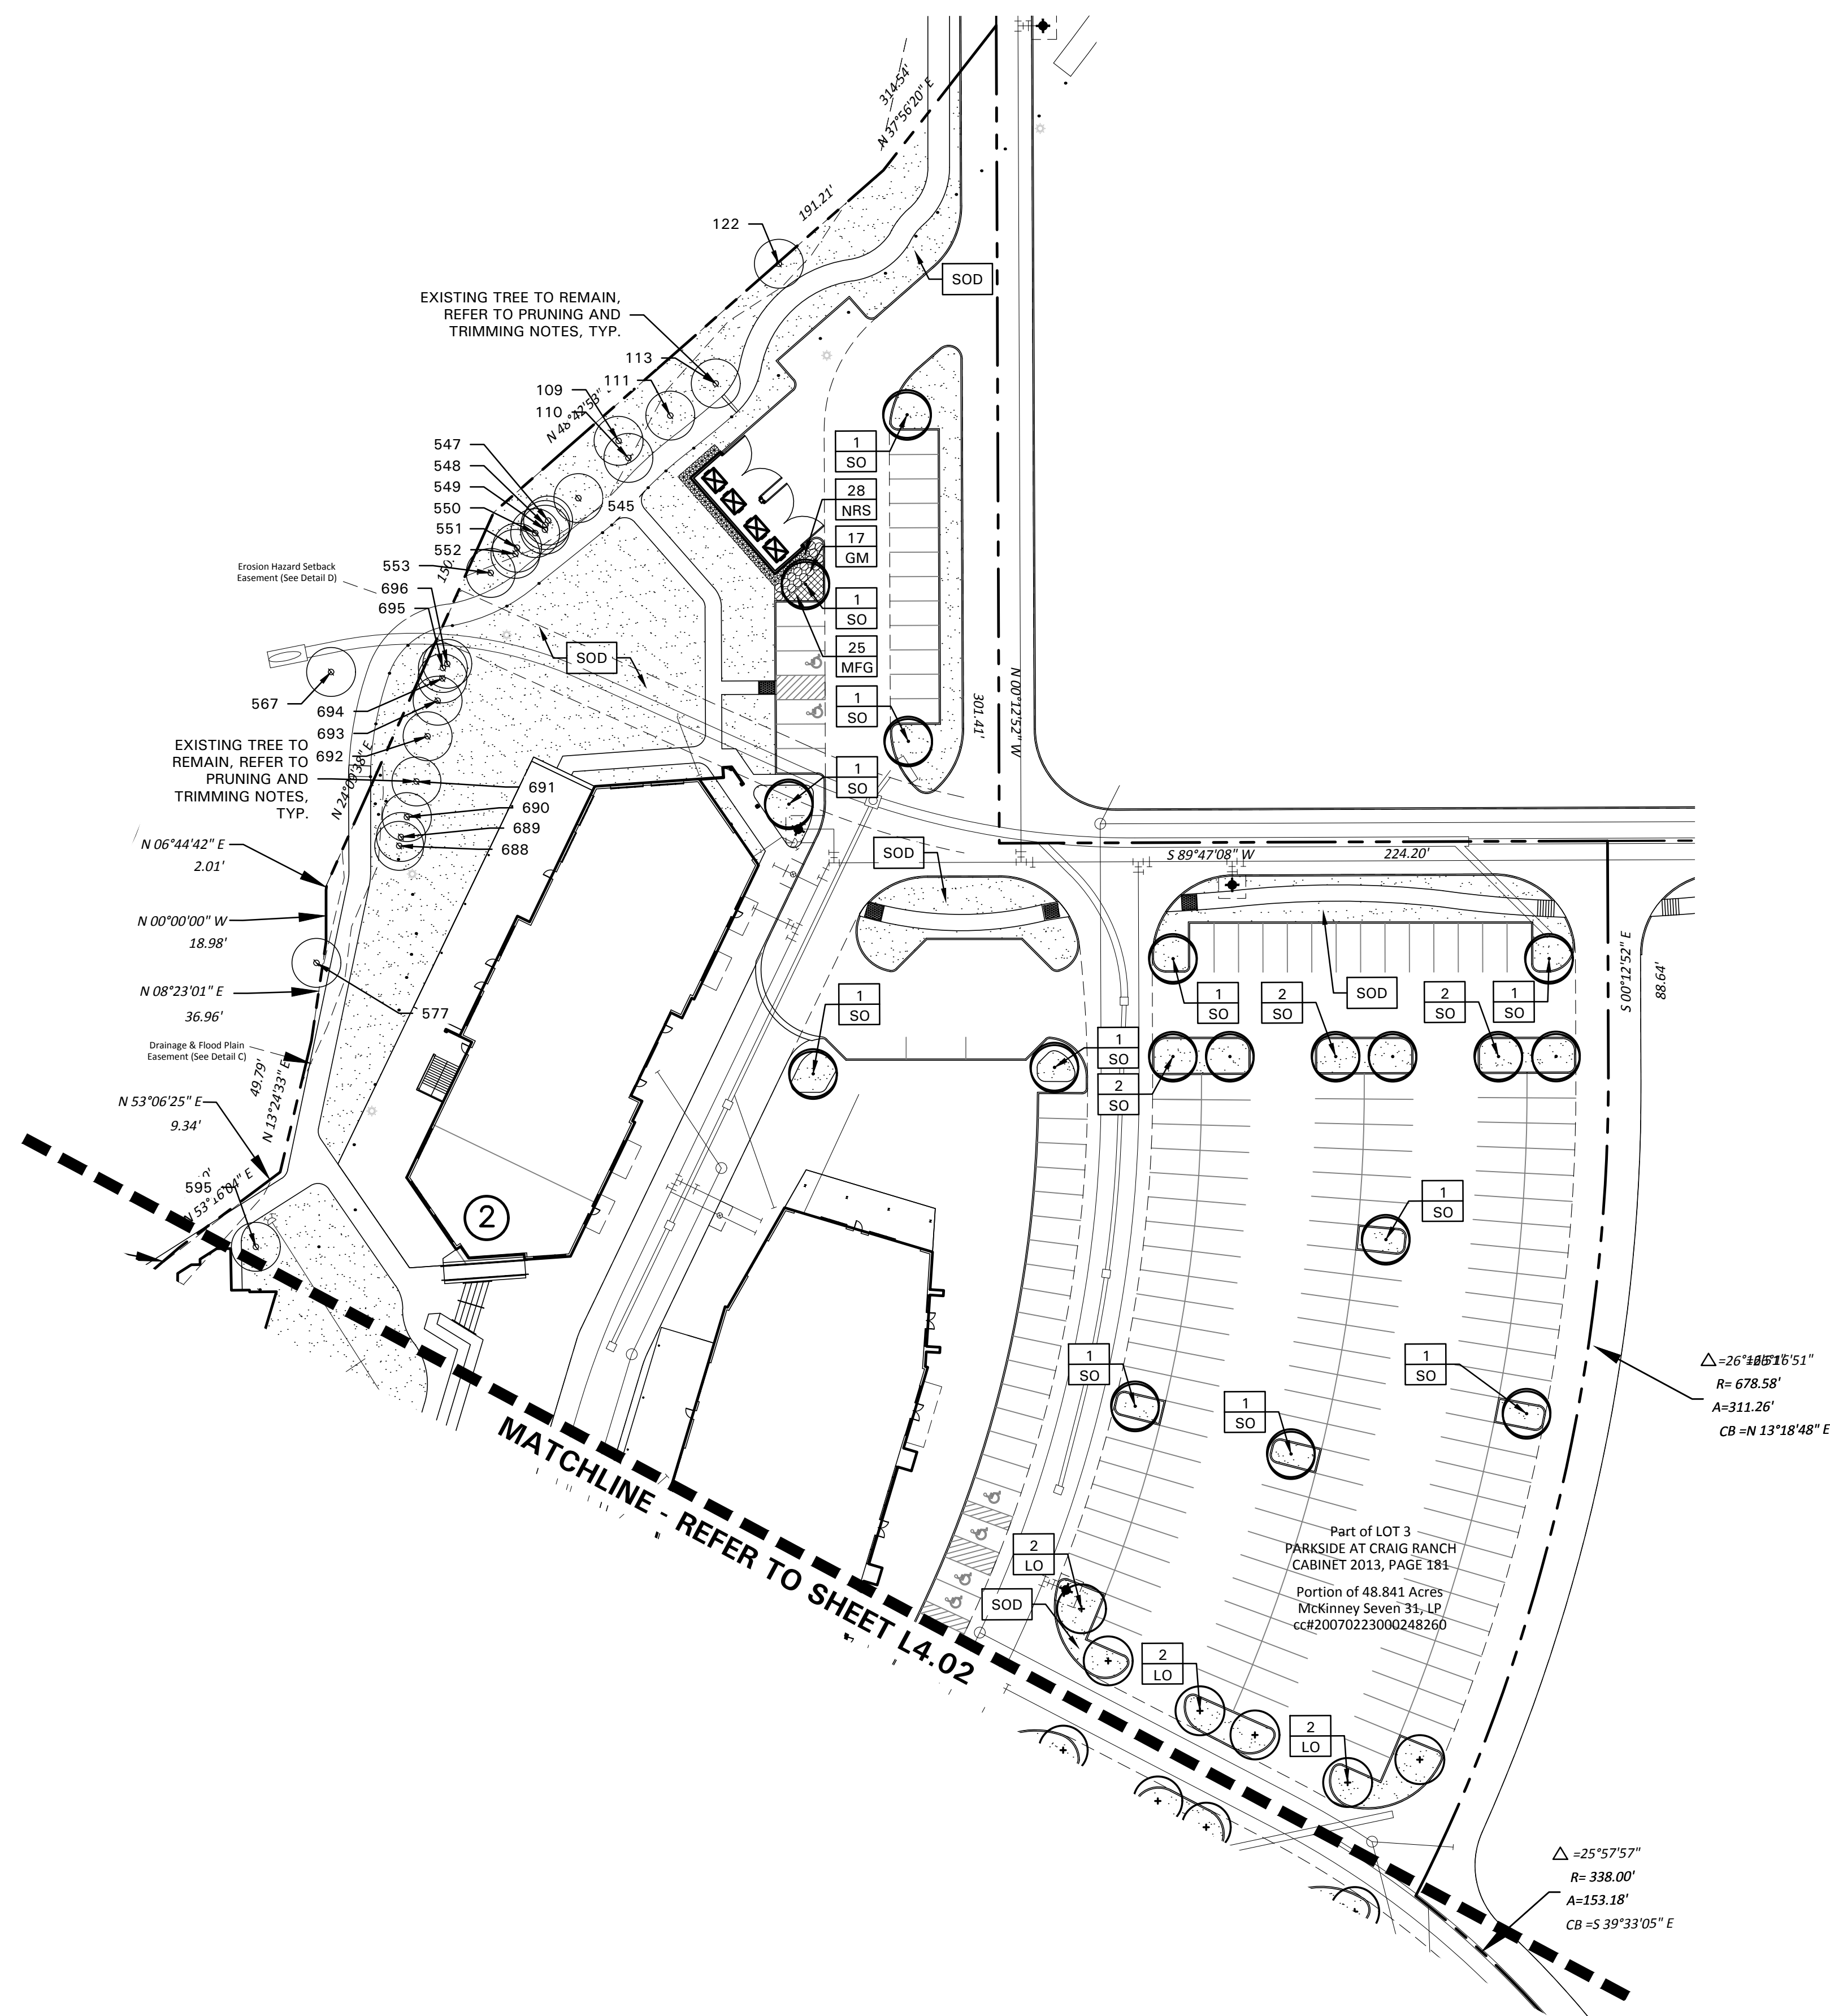 314.54'
N 37°56'20" E
191.21'
122
SOD
EXISTING TREE TO REMAIN,
REFER TO PRUNING AND
TRIMMING NOTES, TYP.
113
111
109
110
N 48°42'53"
547
548
549
550
551
552
553
545
150.
1
SO
28
NRS
17
GM
1
SO
25
MFG
1
SO
1
SO
Erosion Hazard Setback
Easement (See Detail D)
696
695
SOD
567
694
693
692
EXISTING TREE TO
REMAIN, REFER TO
PRUNING AND
TRIMMING NOTES,
TYP.
N 24°09'38" E
691
690
689
688
301.41'
N 00°12'52" W
N 06°44'42" E
2.01'
N 00°00'00" W
18.98'
N 08°23'01" E
36.96'
577
Drainage & Flood Plain
Easement (See Detail C)
49.79'
N 13°24'33" E
N 53°06'25" E
9.34'
595
N 53°16'04" E
2
SOD
S 89°47'08" W
224.20'
S 00°12'52" E
88.64'
1
SO
1
SO
2
SO
SOD
2
SO
1
SO
1
SO
2
SO
1
SO
1
SO
1
SO
1
SO
R= 678.58'
A=311.26'
CB =N 13°18'48" E
Part of LOT 3
PARKSIDE AT CRAIG RANCH
CABINET 2013, PAGE 181
Portion of 48.841 Acres
McKinney Seven 31, LP
cc#20070223000248260
2
LO
SOD
2
LO
2
LO
MATCHLINE - REFER TO SHEET L4.02
△ =25°57'57"
R= 338.00'
A=153.18'
CB =S 39°33'05" E